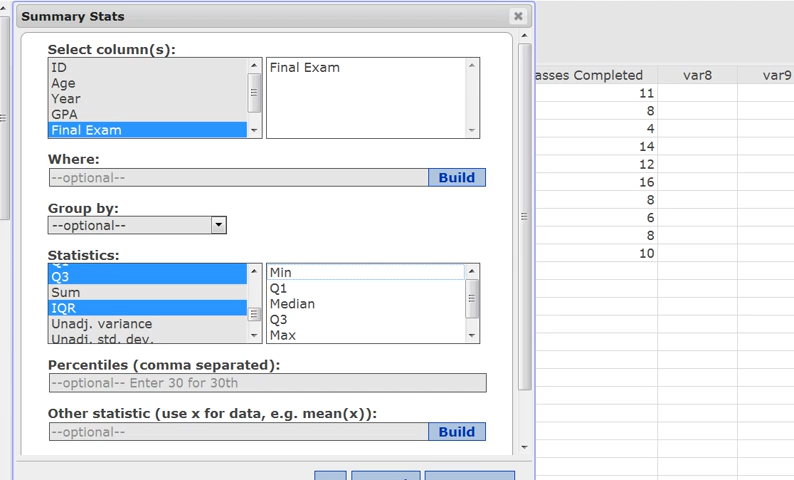 Summary Stats
Select column(s):
ID
Age
Year
GPA
Final Exam
Final Exam
Where:
--optional--
Build
Group by:
--optional--
Statistics:
Q3
Sum
IQR
Unadj. variance
Unadj. std. dev.
Min
Q1
Median
Q3
Max
Percentiles (comma separated):
--optional-- Enter 30 for 30th
Other statistic (use x for data, e.g. mean(x)):
--optional--
Build
Completed var8 var9
11
8
4
14
12
16
8
6
8
10